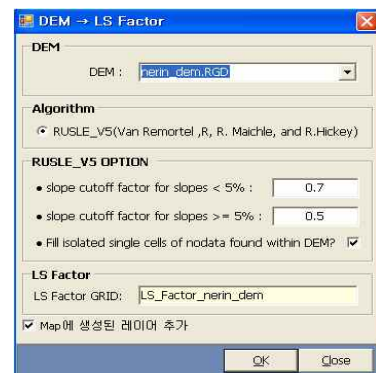 DEM → LS Factor
DEM
DEM : nerin_dem.RGD
Algorithm
RUSLE_V5(Van Remortel ,R, R. Maichle, and R.Hickey)
RUSLE_V5 OPTION
• slope cutoff factor for slopes < 5% : 0.7
• slope cutoff factor for slopes >= 5% : 0.5
• Fill isolated single cells of nodata found within DEM?
LS Factor
LS Factor GRID: LS_Factor_nerin_dem
Map에 생성된 레이어 추가
OK Close